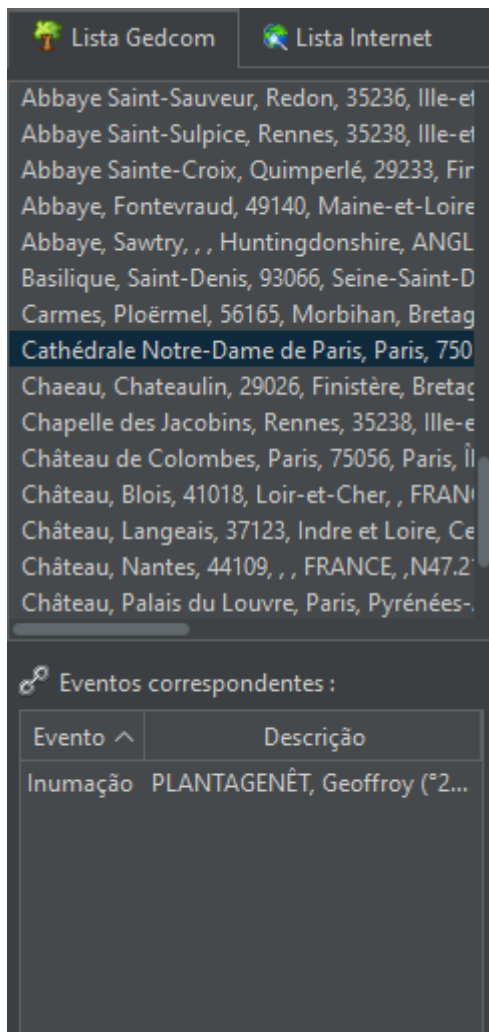 Lista Gedcom
Lista Internet
Abbaye Saint-Sauveur, Redon, 35236, Ille-et
Abbaye Saint-Sulpice, Rennes, 35238, Ille-et
Abbaye Sainte-Croix, Quimperlé, 29233, Fin
Abbaye, Fontevraud, 49140, Maine-et-Loire
Abbaye, Sawtry, , , Huntingdonshire, ANGL
Basilique, Saint-Denis, 93066, Seine-Saint-D
Carmes, Ploërmel, 56165, Morbihan, Bretag
Cathédrale Notre-Dame de Paris, Paris, 750
Chaeau, Chateaulin, 29026, Finistère, Bretag
Chapelle des Jacobins, Rennes, 35238, Ille-e
Château de Colombes, Paris, 75056, Paris, Îl
Château, Blois, 41018, Loir-et-Cher, , FRAN
Château, Langeais, 37123, Indre et Loire, Ce
Château, Nantes, 44109, , , FRANCE, ,N47.21
Château, Palais du Louvre, Paris, Pyrénées-
Eventos correspondentes :
Evento Descrição
Inumação PLANTAGENÊT, Geoffroy (°2...